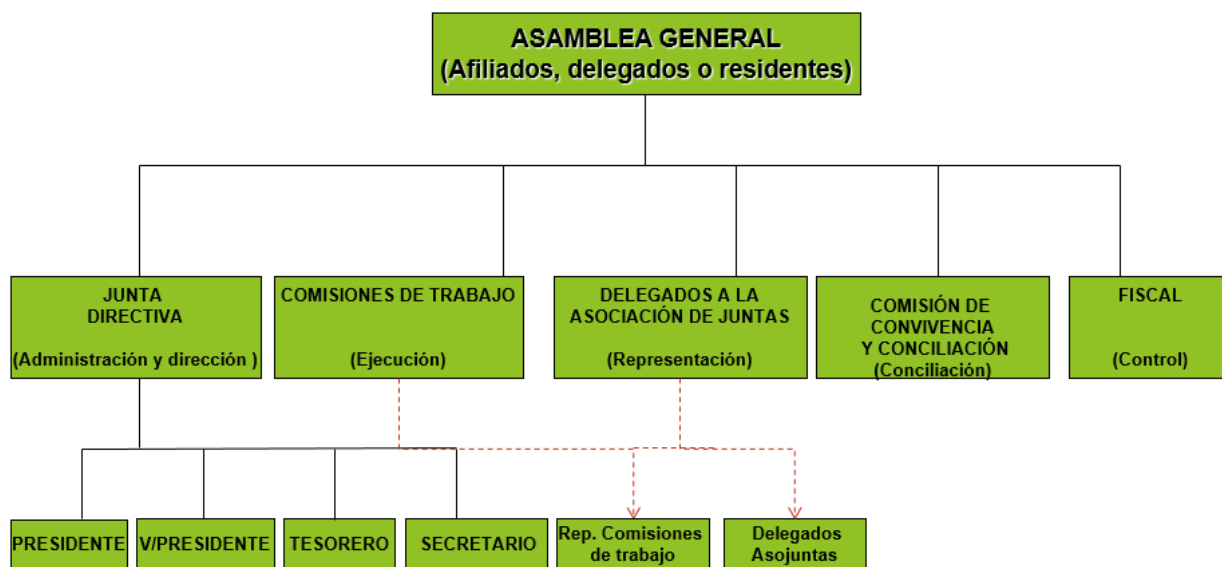 ASAMBLEA GENERAL
(Afiliados, delegados o residentes)
JUNTA
DIRECTIVA
(Administración y dirección )
COMISIONES DE TRABAJO
(Ejecución)
DELEGADOS A LA
ASOCIACIÓN DE JUNTAS
(Representación)
COMISIÓN DE
CONVIVENCIA
Y CONCILIACIÓN
(Conciliación)
FISCAL
(Control)
PRESIDENTE
V/PRESIDENTE
TESORERO
SECRETARIO
Rep. Comisiones
de trabajo
Delegados
Asojuntas